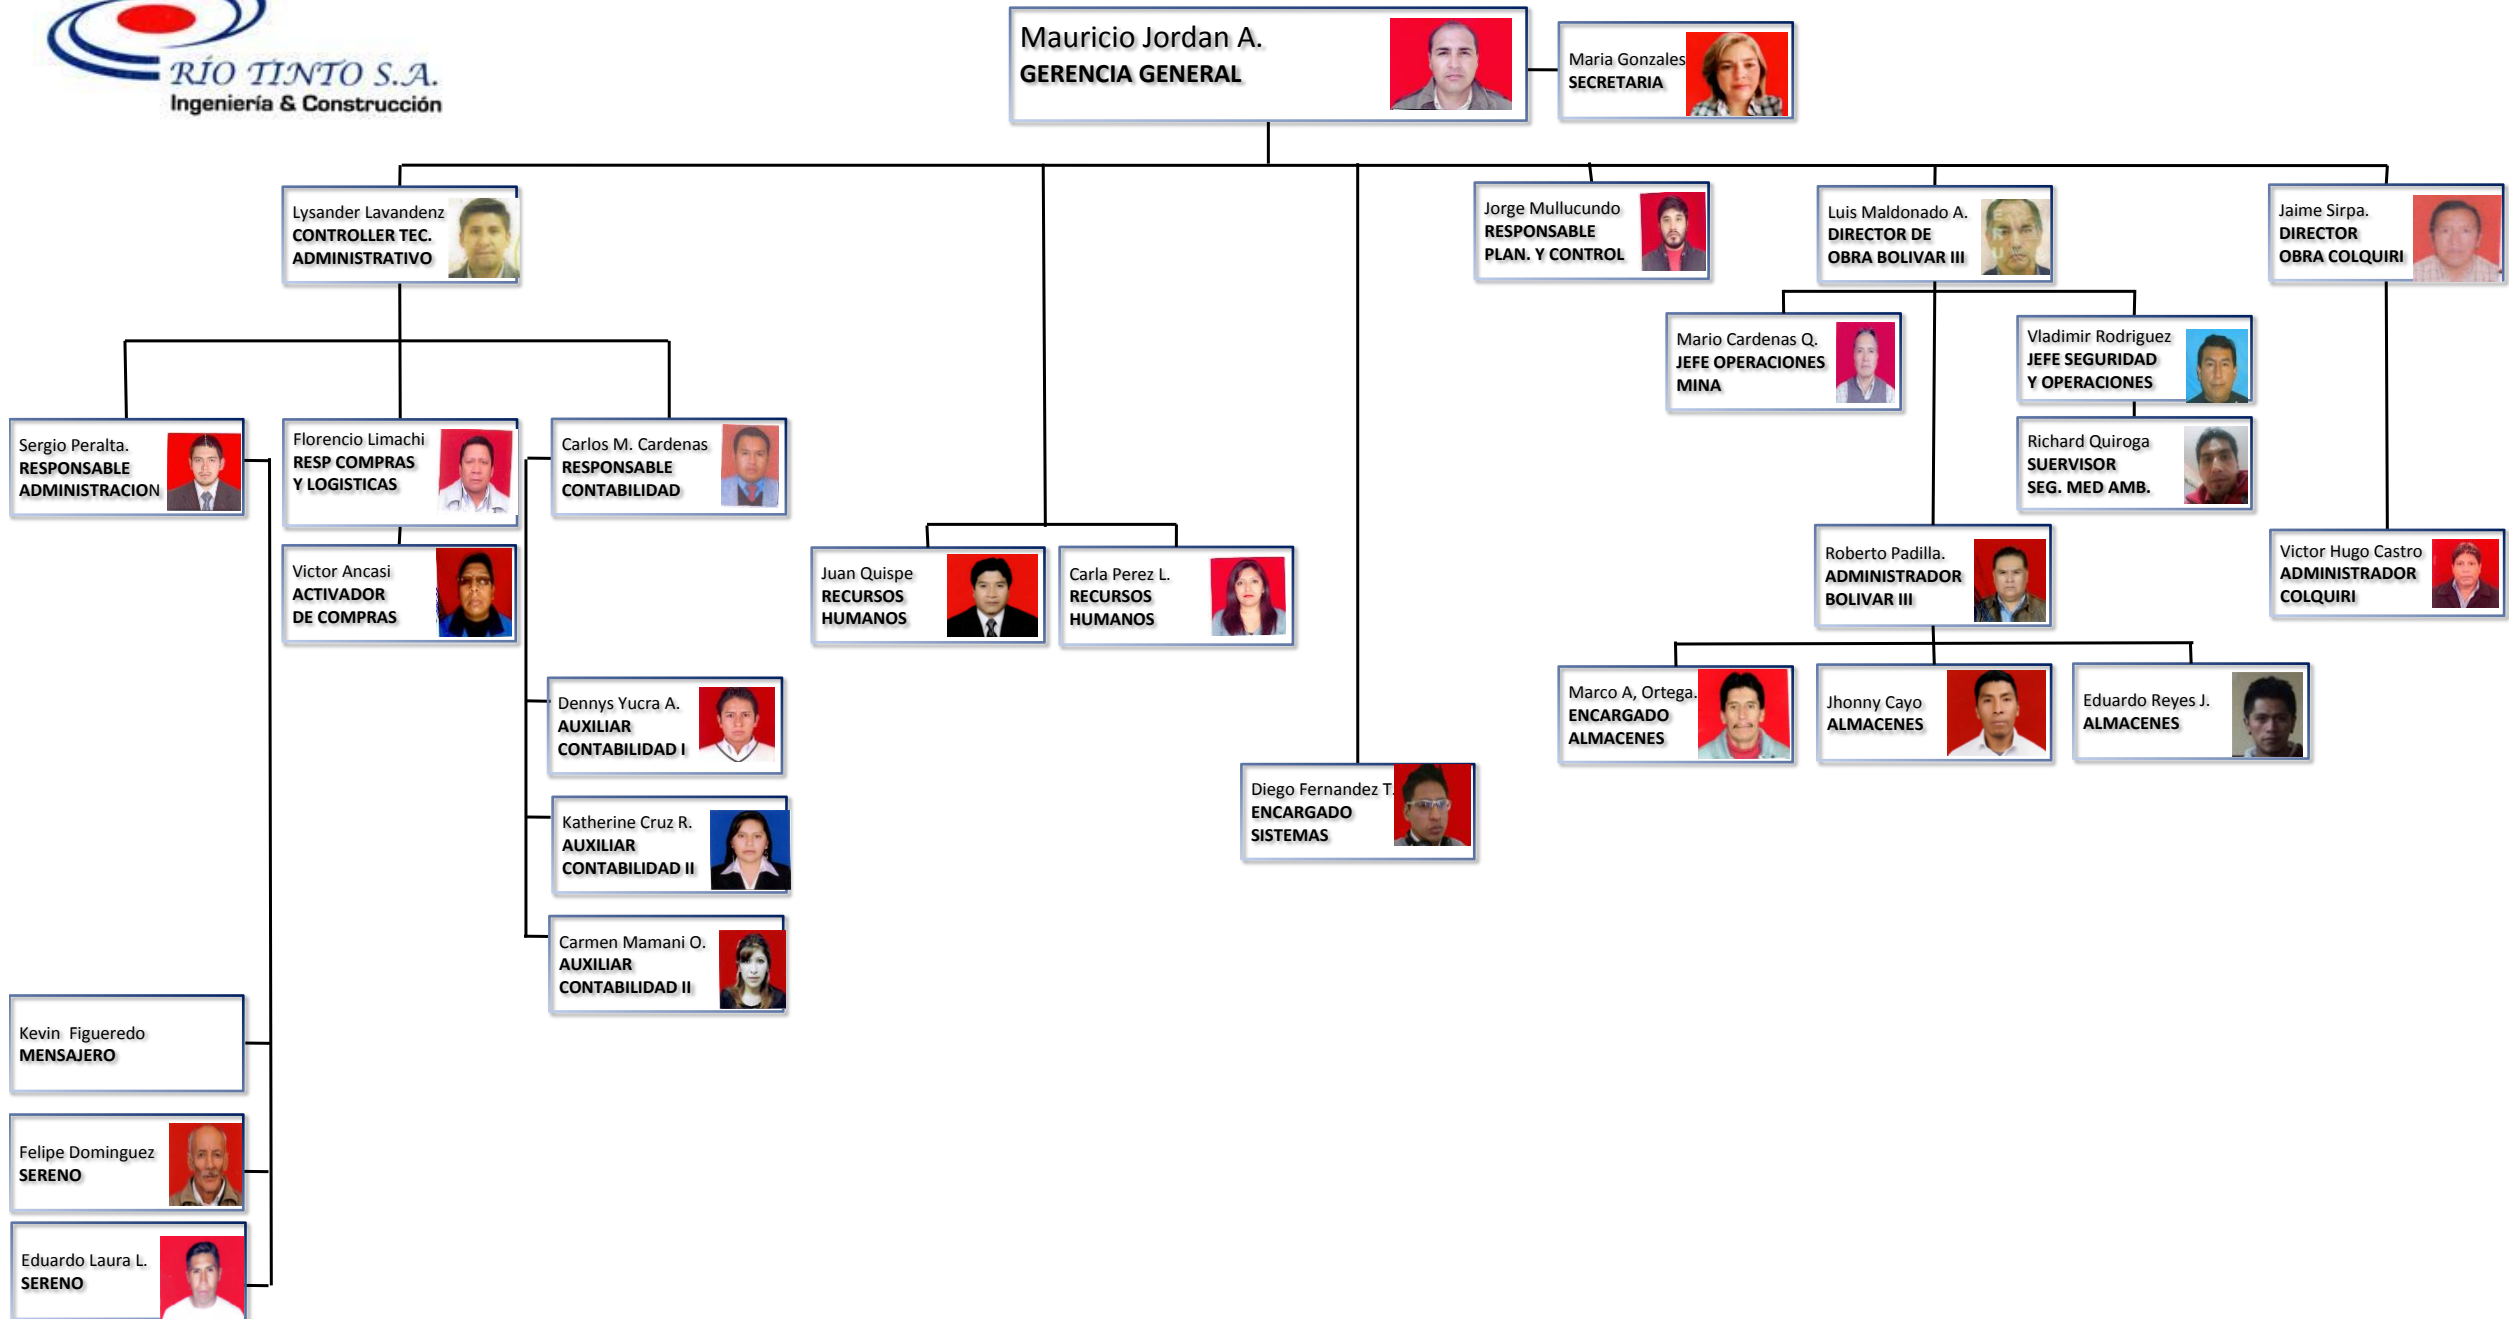 RÍO TINTO S.A.
Ingeniería & Construcción
Mauricio Jordan A.
GERENCIA GENERAL
Maria Gonzales
SECRETARIA
Lysander Lavandenz
CONTROLLER TEC.
ADMINISTRATIVO
Jorge Mullucundo
RESPONSABLE
PLAN. Y CONTROL
Luis Maldonado A.
DIRECTOR DE
OBRA BOLIVAR III
Jaime Sirpa.
DIRECTOR
OBRA COLQUIRI
Mario Cardenas Q.
JEFE OPERACIONES
MINA
Vladimir Rodriguez
JEFE SEGURIDAD
Y OPERACIONES
Sergio Peralta.
RESPONSABLE
ADMINISTRACION
Florencio Limachi
RESP COMPRAS
Y LOGISTICAS
Carlos M. Cardenas
RESPONSABLE
CONTABILIDAD
Richard Quiroga
SUERVISOR
SEG. MED AMB.
Victor Ancasi
ACTIVADOR
DE COMPRAS
Juan Quispe
RECURSOS
HUMANOS
Carla Perez L.
RECURSOS
HUMANOS
Roberto Padilla.
ADMINISTRADOR
BOLIVAR III
Victor Hugo Castro
ADMINISTRADOR
COLQUIRI
Dennys Yucra A.
AUXILIAR
CONTABILIDAD I
Marco A, Ortega.
ENCARGADO
ALMACENES
Jhonny Cayo
ALMACENES
Eduardo Reyes J.
ALMACENES
Diego Fernandez T.
ENCARGADO
SISTEMAS
Katherine Cruz R.
AUXILIAR
CONTABILIDAD II
Carmen Mamani O.
AUXILIAR
CONTABILIDAD II
Kevin  Figueredo
MENSAJERO
Felipe Dominguez
SERENO
Eduardo Laura L.
SERENO